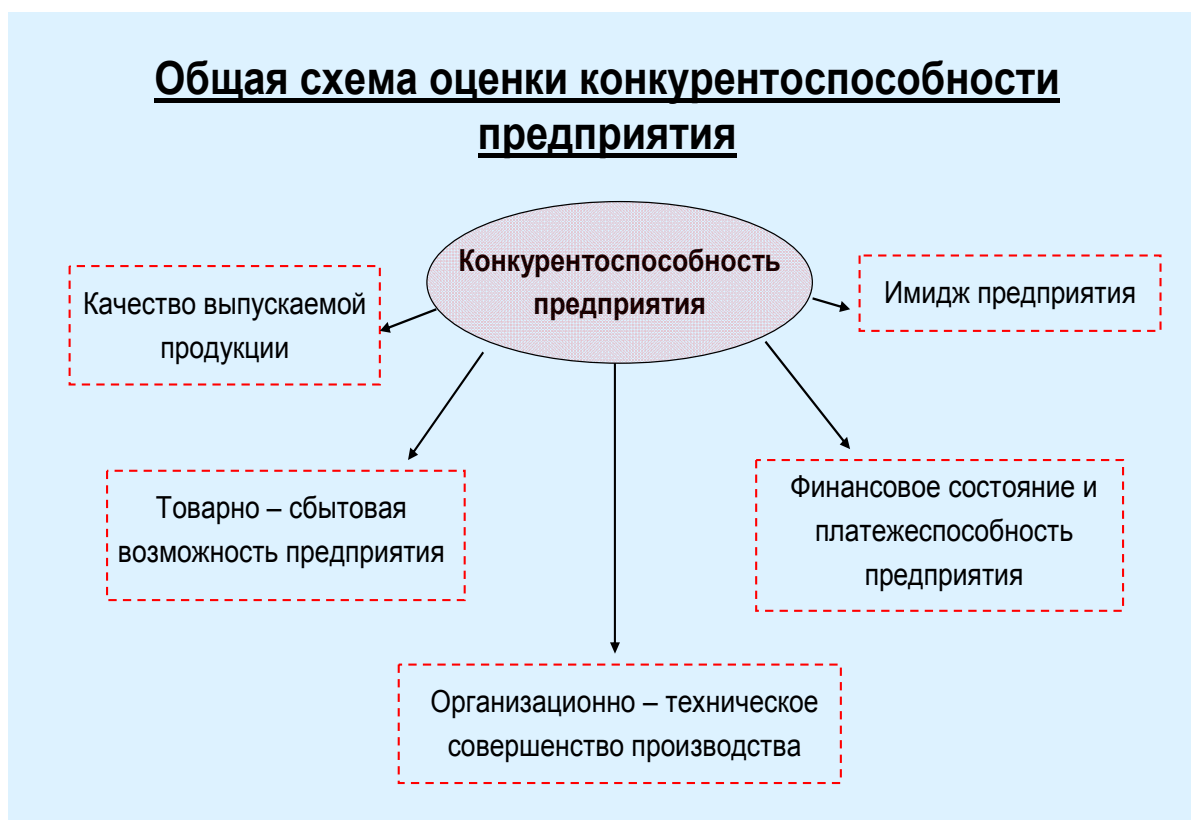 Общая схема оценки конкурентоспособности
предприятия
Конкурентоспособность
предприятия
Качество выпускаемой
продукции
Имидж предприятия
Товарно – сбытовая
возможность предприятия
Финансовое состояние и
платежеспособность
предприятия
Организационно – техническое
совершенство производства